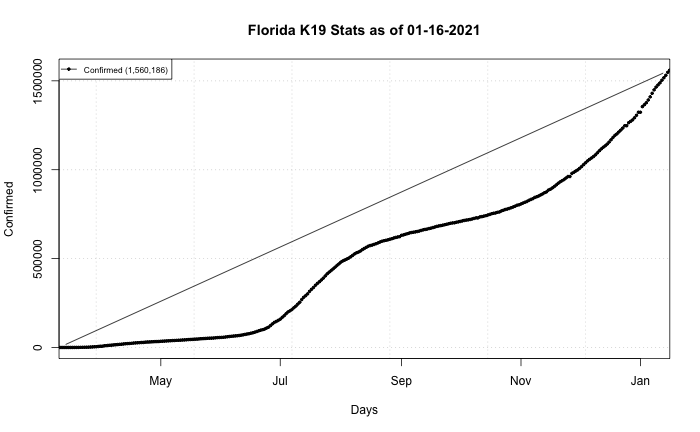 Florida K19 Stats as of 01-16-2021
Confirmed (1,560,186)
1500000
1000000
500000
0
Confirmed
May Jul Sep Nov Jan
Days